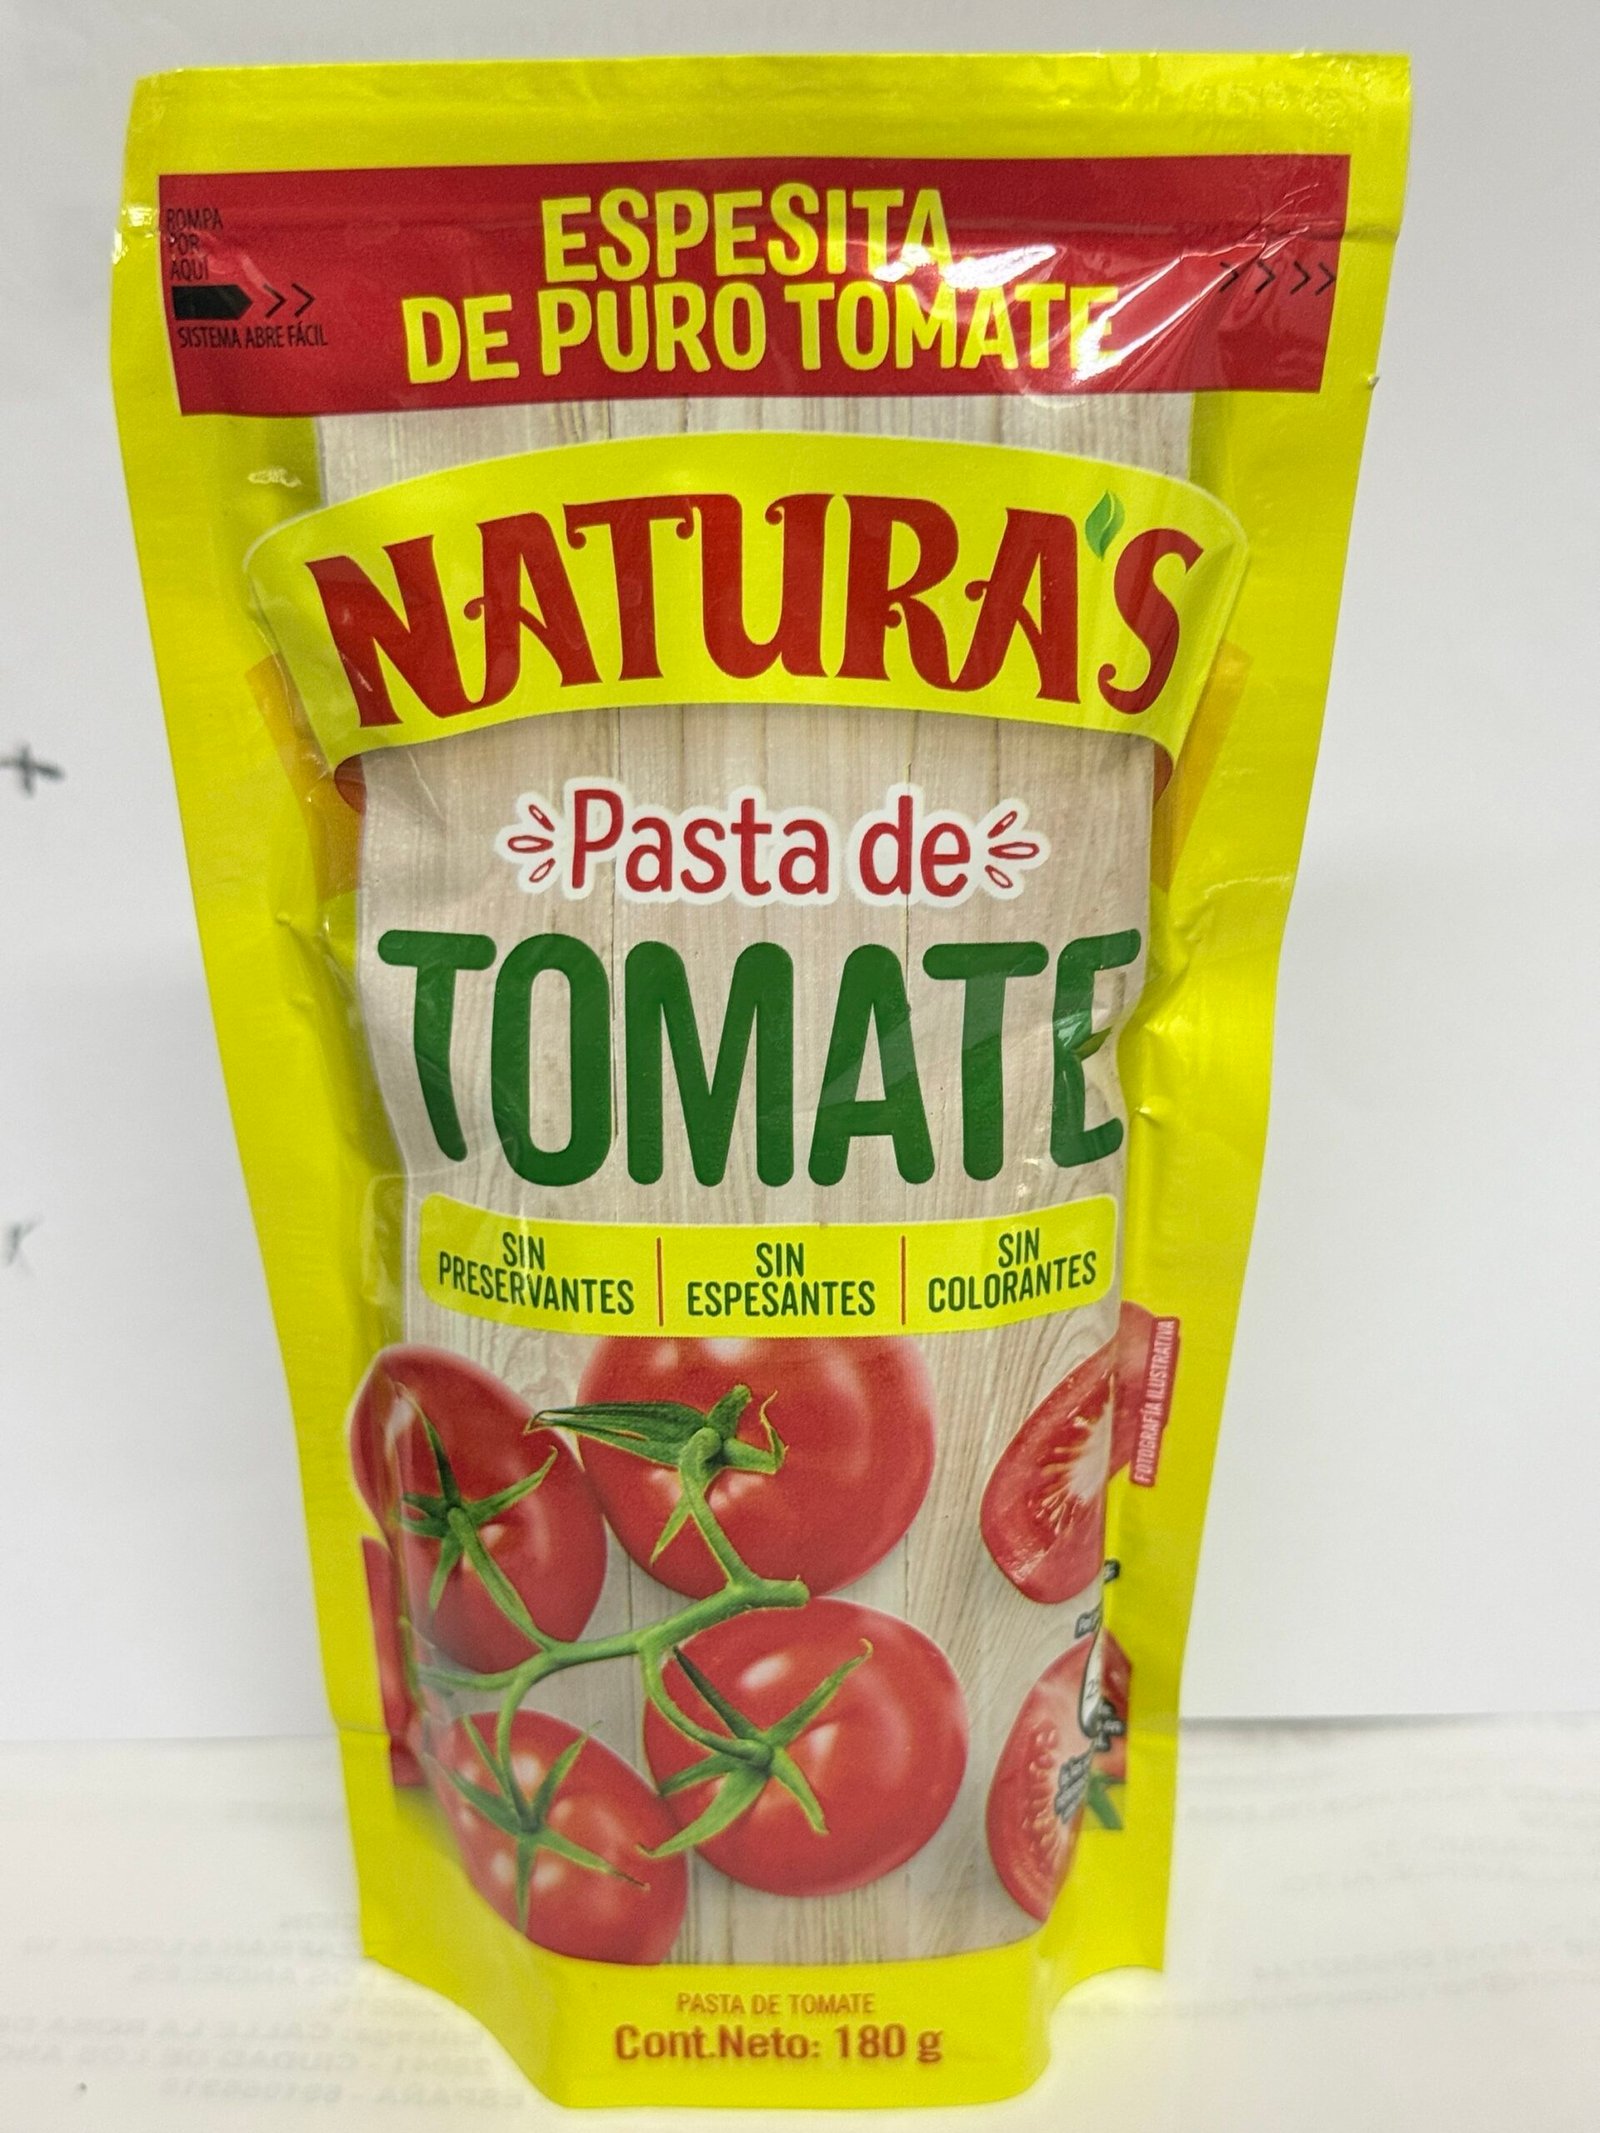 ESPESITA,
DE PURO TOMATE
ROMPA
POR
AQUÍ
SISTEMA ABRE FÁCIL
NATURA'S
Pasta de
TOMATE
SIN
PRESERVANTES
SIN
ESPESANTES
SIN
COLORANTES
FOTOGRAFÍA ILUSTRATIVA
PASTA DE TOMATE
Cont.Neto: 180 g